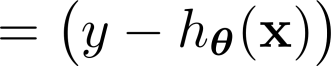 = (y − h_θ(x))